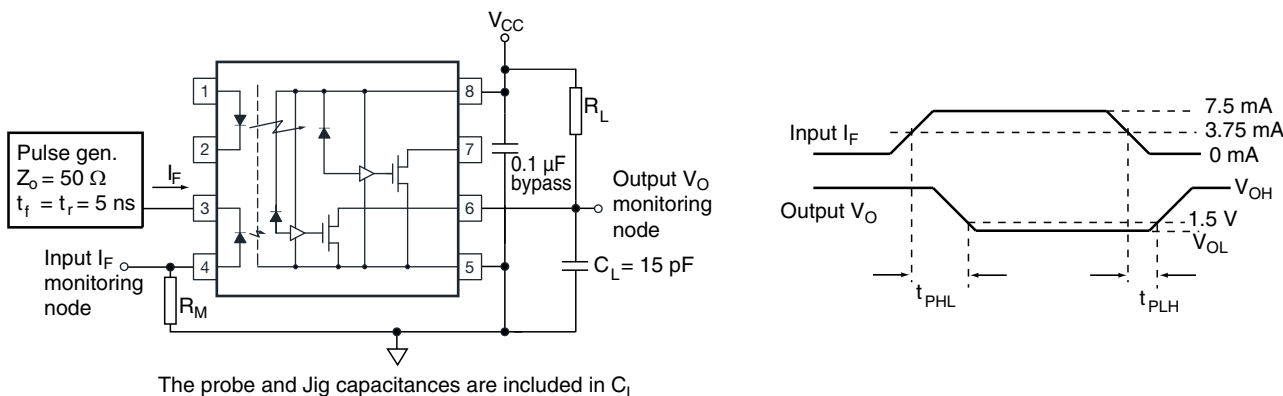 V_CC
1
2
3
4
8
7
6
5
R_L
0.1 µF
bypass
Pulse gen.
Z_o = 50 Ω
t_f = t_r = 5 ns
I_F
Output V_O
monitoring
node
Input I_F
monitoring
node
R_M
C_L = 15 pF
The probe and Jig capacitances are included in C_L
Input I_F
7.5 mA
3.75 mA
0 mA
Output V_O
V_OH
1.5 V
V_OL
t_PHL
t_PLH